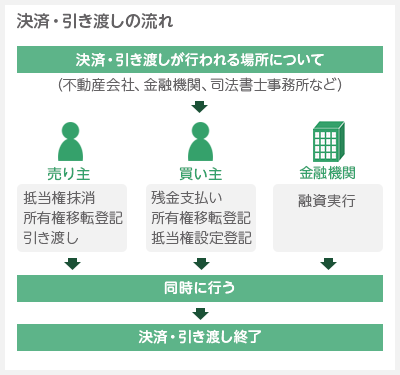 決済・引き渡しの流れ
決済・引き渡しが行われる場所について
(不動産会社、金融機関、司法書士事務所など)
売り主
抵当権抹消
所有権移転登記
引き渡し
買い主
残金支払い
所有権移転登記
抵当権設定登記
金融機関
融資実行
同時に行う
決済・引き渡し終了